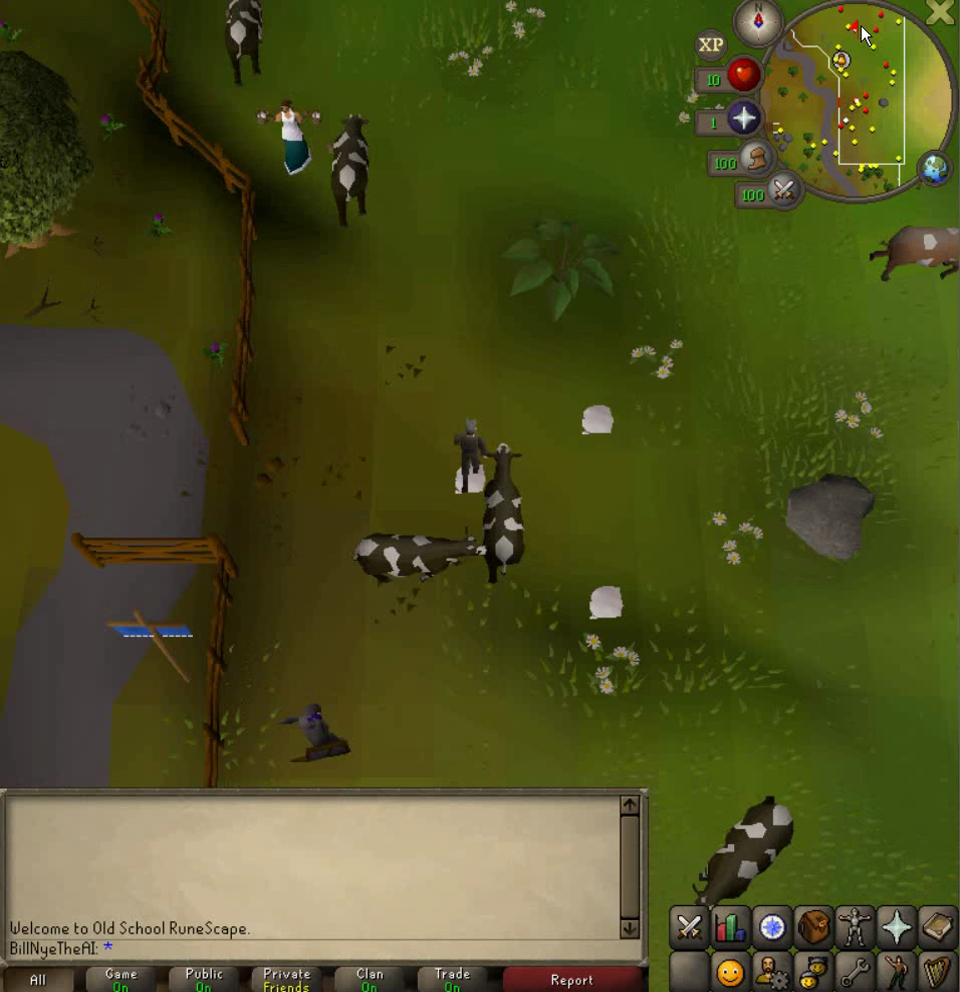 N
XP
10
1
100
100
Welcome to Old School RuneScape.
BillNyeTheAI: *
All
Game
On
Public
On
Private
Friends
Clan
On
Trade
On
Report